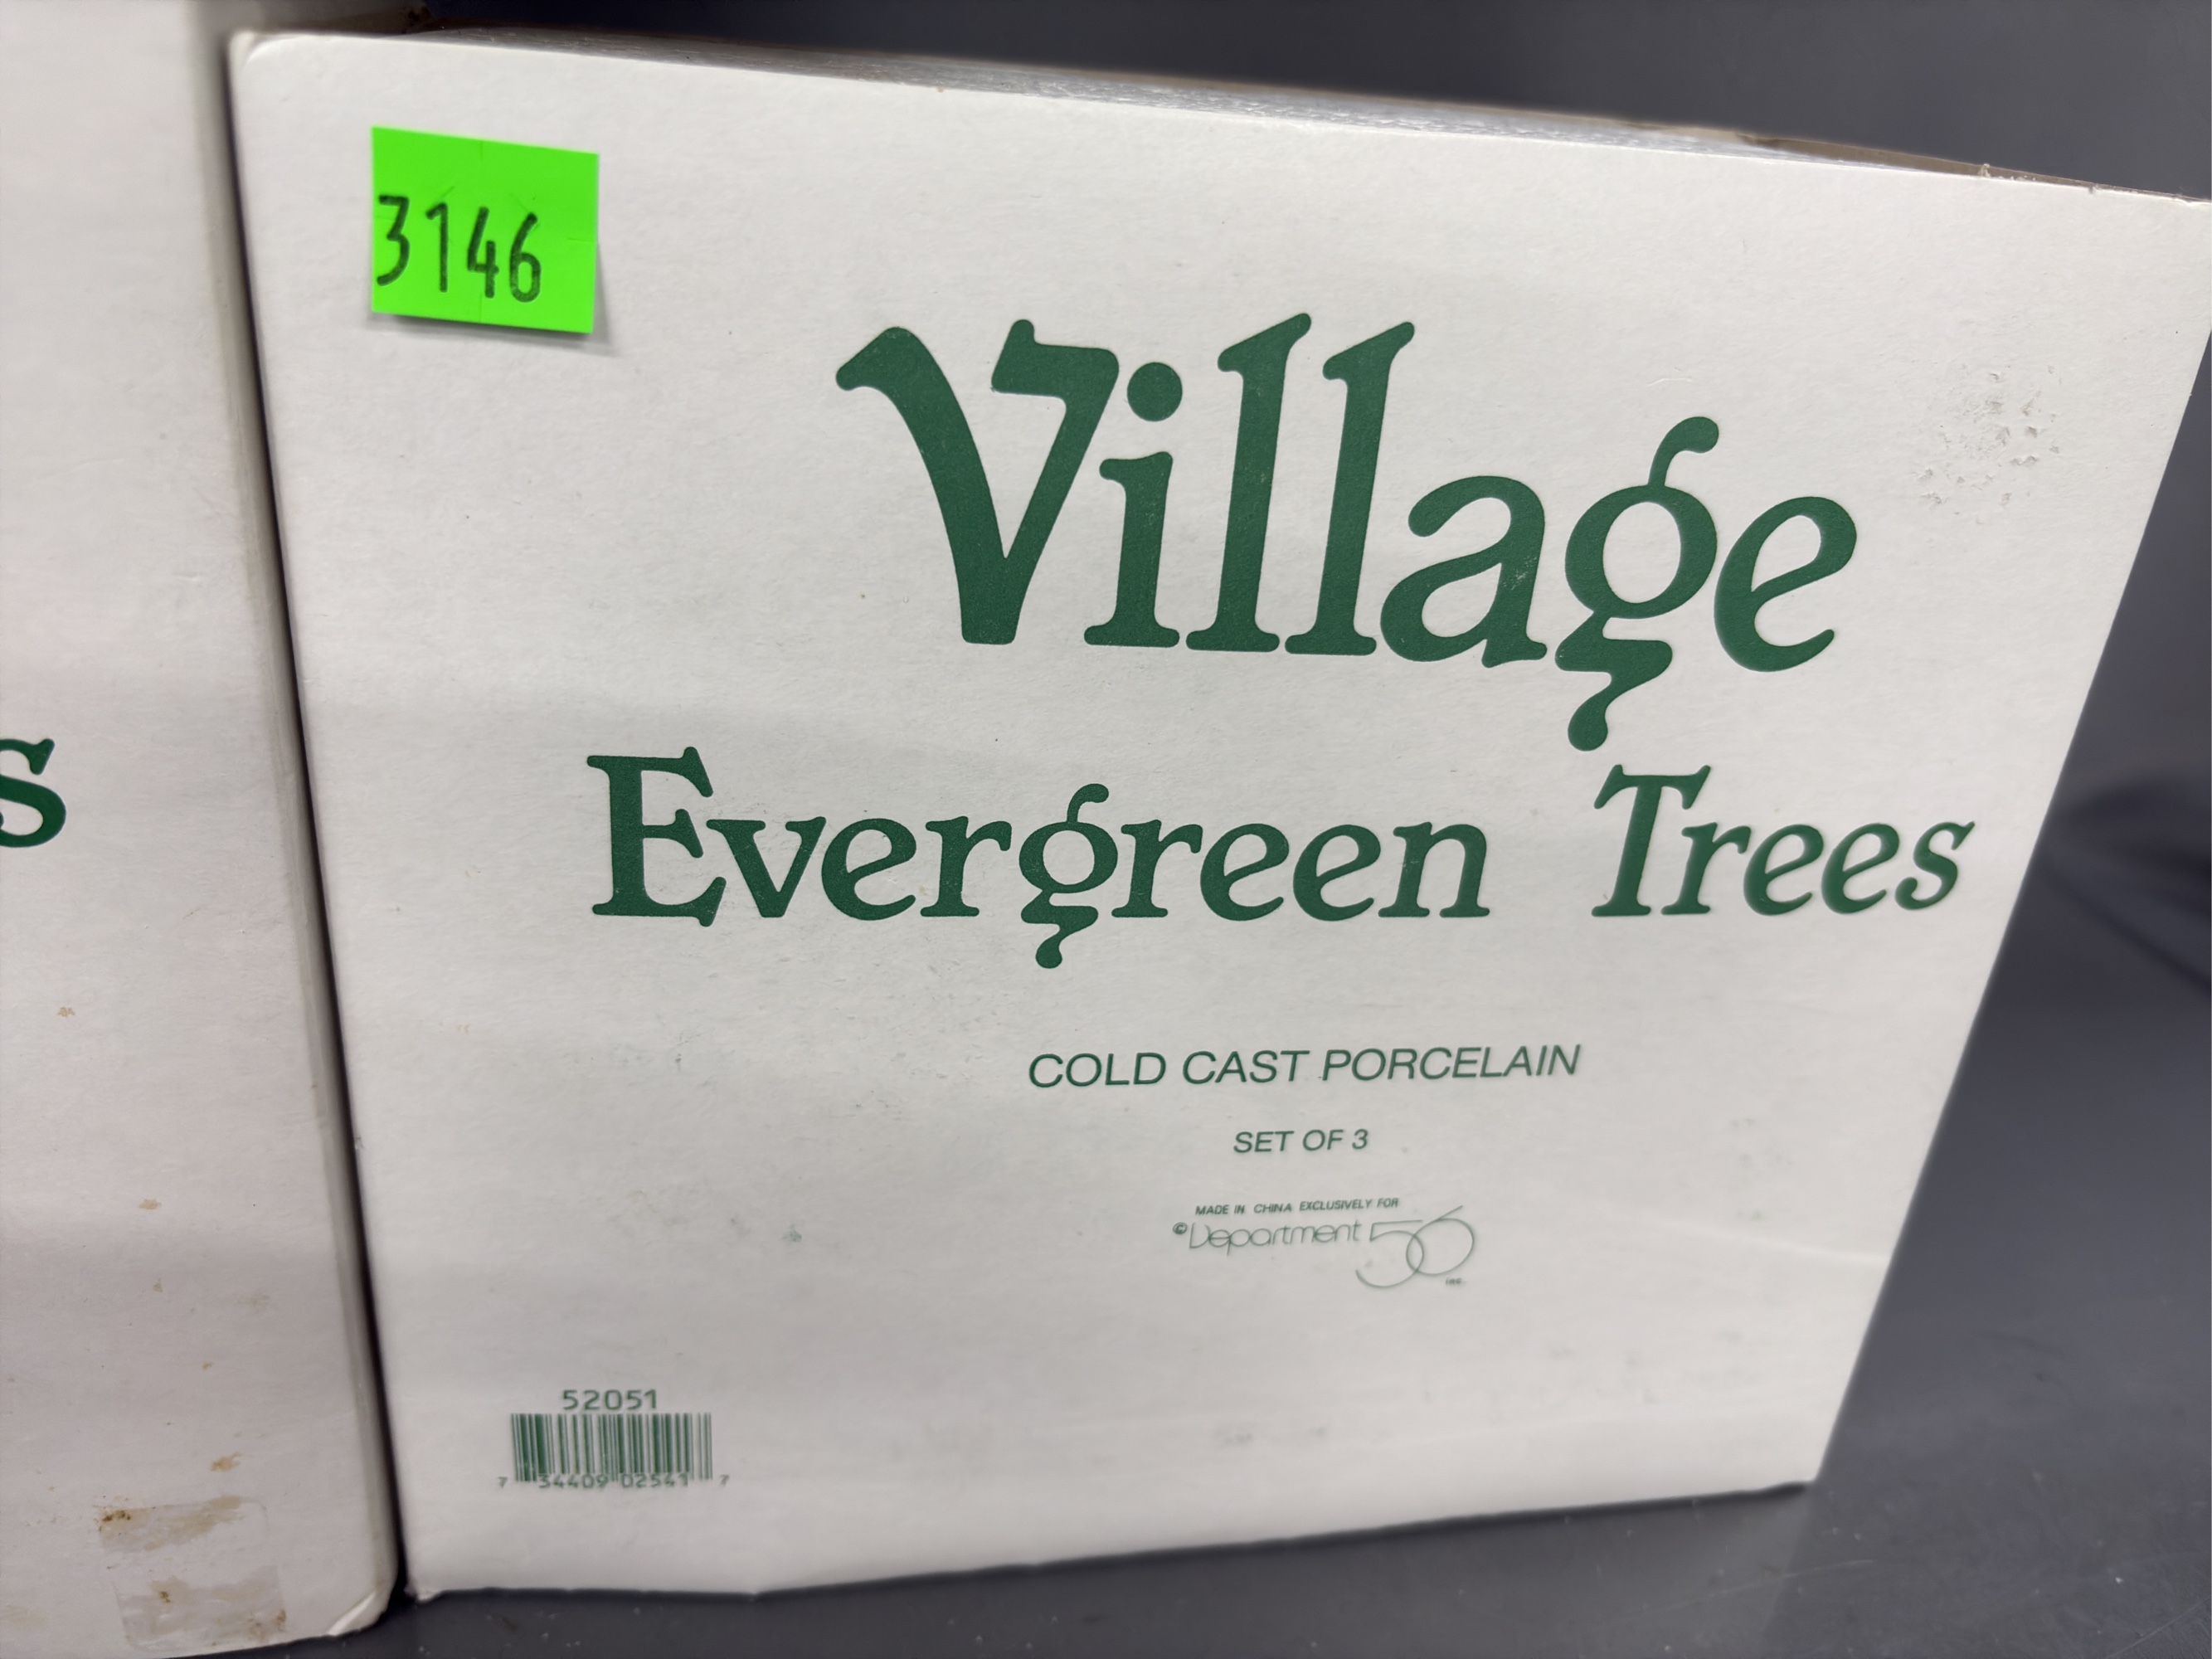 3146
Village
Evergreen Trees
COLD CAST PORCELAIN
SET OF 3
MADE IN CHINA EXCLUSIVELY FOR
©Department 56
INC.
52051
7 34409 02541 7
s